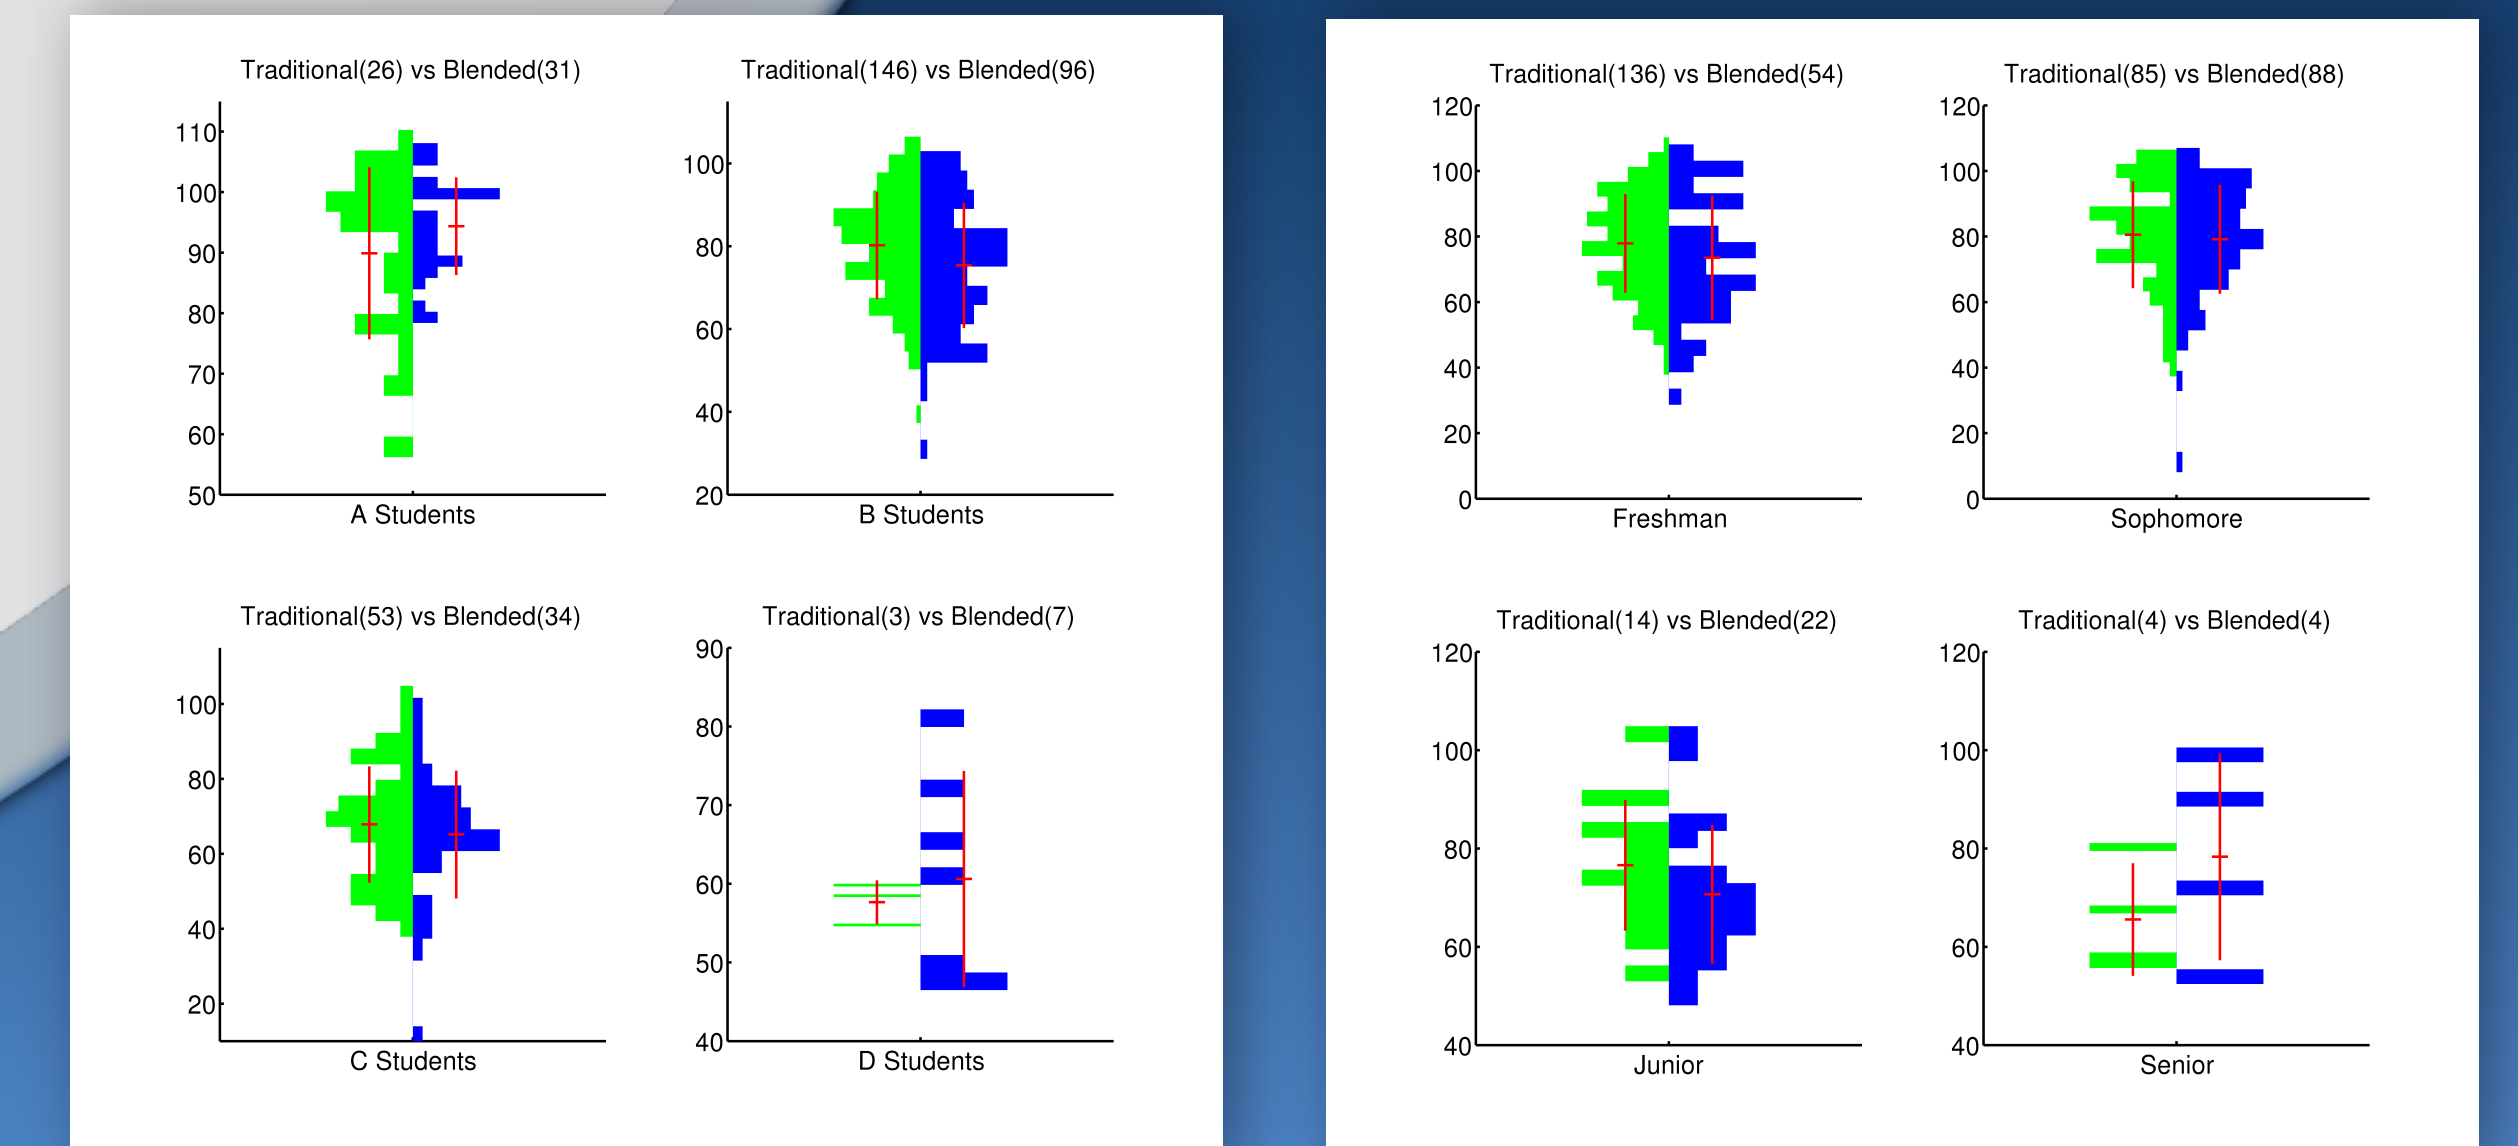 Traditional(26) vs Blended(31)
110
100
90
80
70
60
50
A Students
Traditional(146) vs Blended(96)
100
80
60
40
20
B Students
Traditional(53) vs Blended(34)
100
80
60
40
20
C Students
Traditional(3) vs Blended(7)
90
80
70
60
50
40
D Students
Traditional(136) vs Blended(54)
120
100
80
60
40
20
0
Freshman
Traditional(85) vs Blended(88)
120
100
80
60
40
20
0
Sophomore
Traditional(14) vs Blended(22)
120
100
80
60
40
Junior
Traditional(4) vs Blended(4)
120
100
80
60
40
Senior